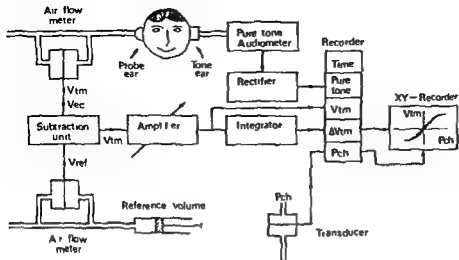 Air flow
meter
Pure tone
Audiometer
Recorder
Probe
ear
Tone
ear
Time
Rectifier
Pure
tone
XY-Recorder
Vtm
Vec
Vtm
Vtm
Subtraction
unit
Vtm
Amplifier
Integrator
ΔVtm
Pch
Pch
Vref
Reference volume
Pch
Transducer
Air flow
meter